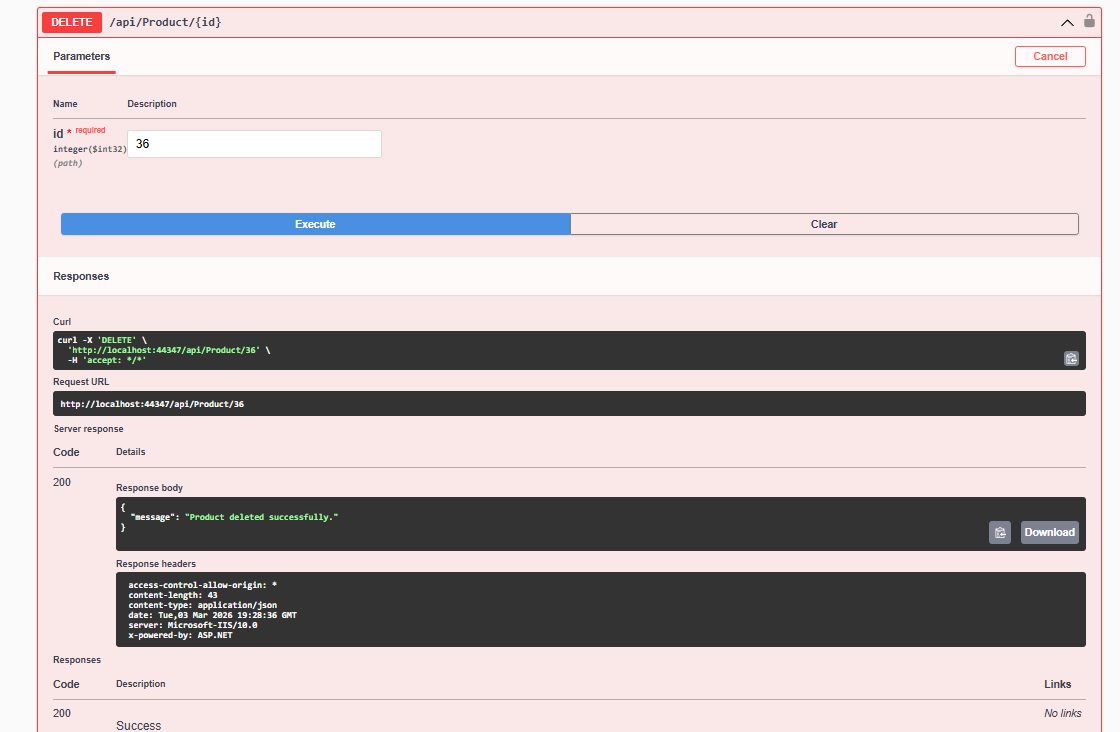 DELETE /api/Product/{id}
Parameters
Cancel
Name Description
id * required
integer($int32)
(path)
36
Execute Clear
Responses
Curl
curl -X 'DELETE' \
'http://localhost:44347/api/Product/36' \
-H 'accept: */*'
Request URL
http://localhost:44347/api/Product/36
Server response
Code Details
200
Response body
{
"message": "Product deleted successfully."
}
Download
Response headers
access-control-allow-origin: *
content-length: 43
content-type: application/json
date: Tue,03 Mar 2026 19:28:36 GMT
server: Microsoft-IIS/10.0
x-powered-by: ASP.NET
Responses
Code Description Links
200 No links
Success